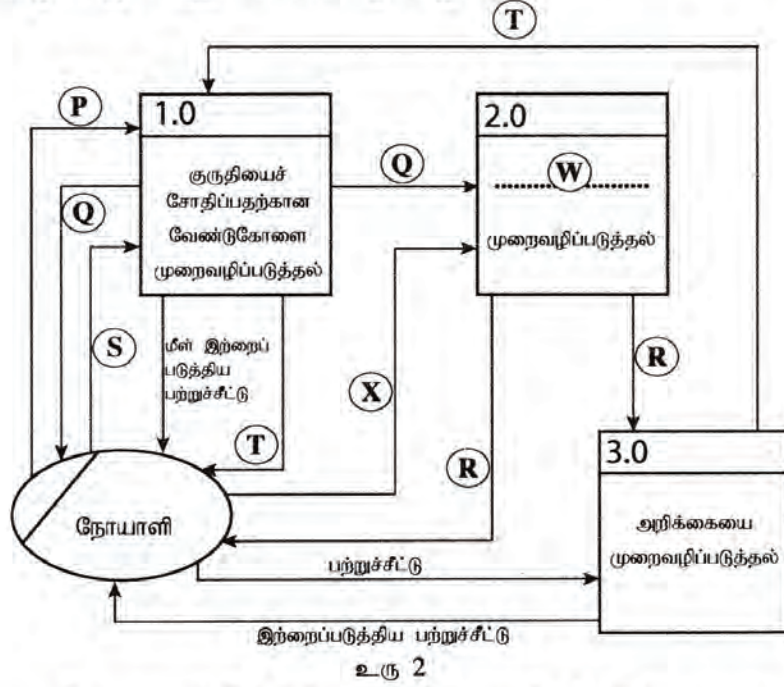 T
P
1.0
2.0
குருதியைச்
சோதிப்பதற்கான
வேண்டுகோளை
முறைவழிப்படுத்தல்
Q
Q
W
முறைவழிப்படுத்தல்
S
மீள் இற்றைப்
படுத்திய
பற்றுச்சீட்டு
X
R
T
R
3.0
அறிக்கையை
முறைவழிப்படுத்தல்
நோயாளி
பற்றுச்சீட்டு
இற்றைப்படுத்திய பற்றுச்சீட்டு
உரு 2